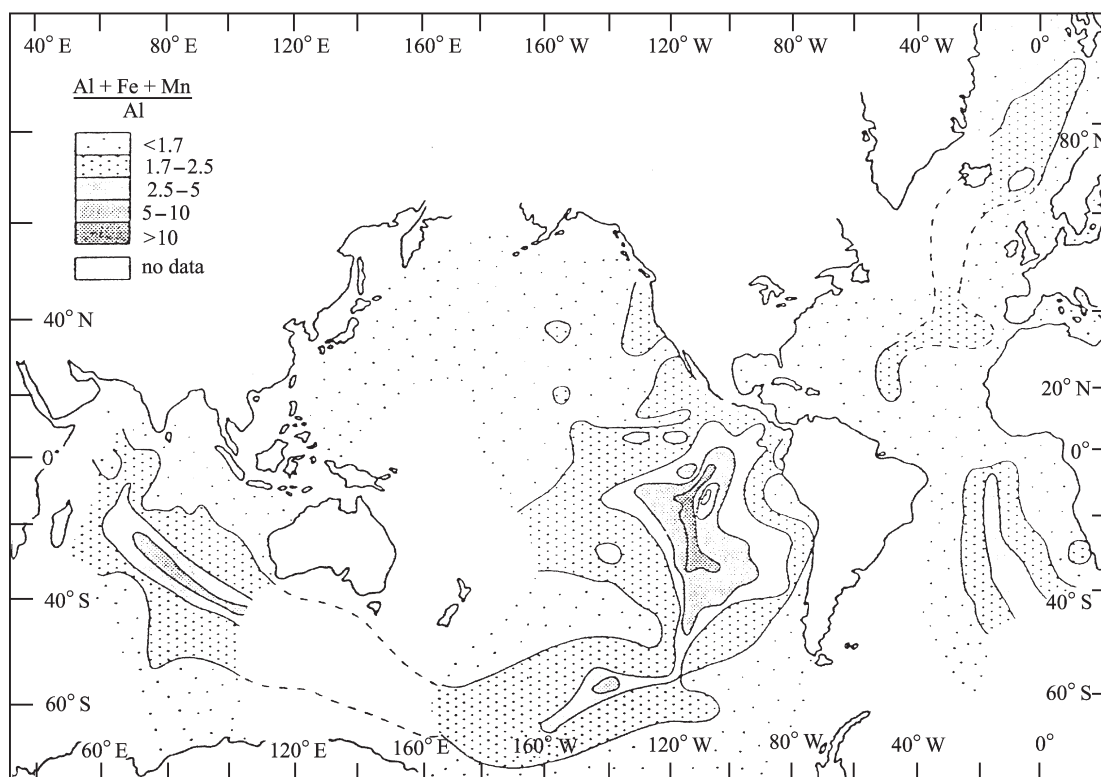 40° E 80° E 120° E 160° E 160° W 120° W 80° W 40° W 0°
Al + Fe + Mn
Al
<1.7
1.7–2.5
2.5–5
5–10
>10
no data
80° N
40° N
20° N
0° 0°
40° S 40° S
60° S 60° S
60° E 120° E 160° E 160° W 120° W 80° W 40° W 0°